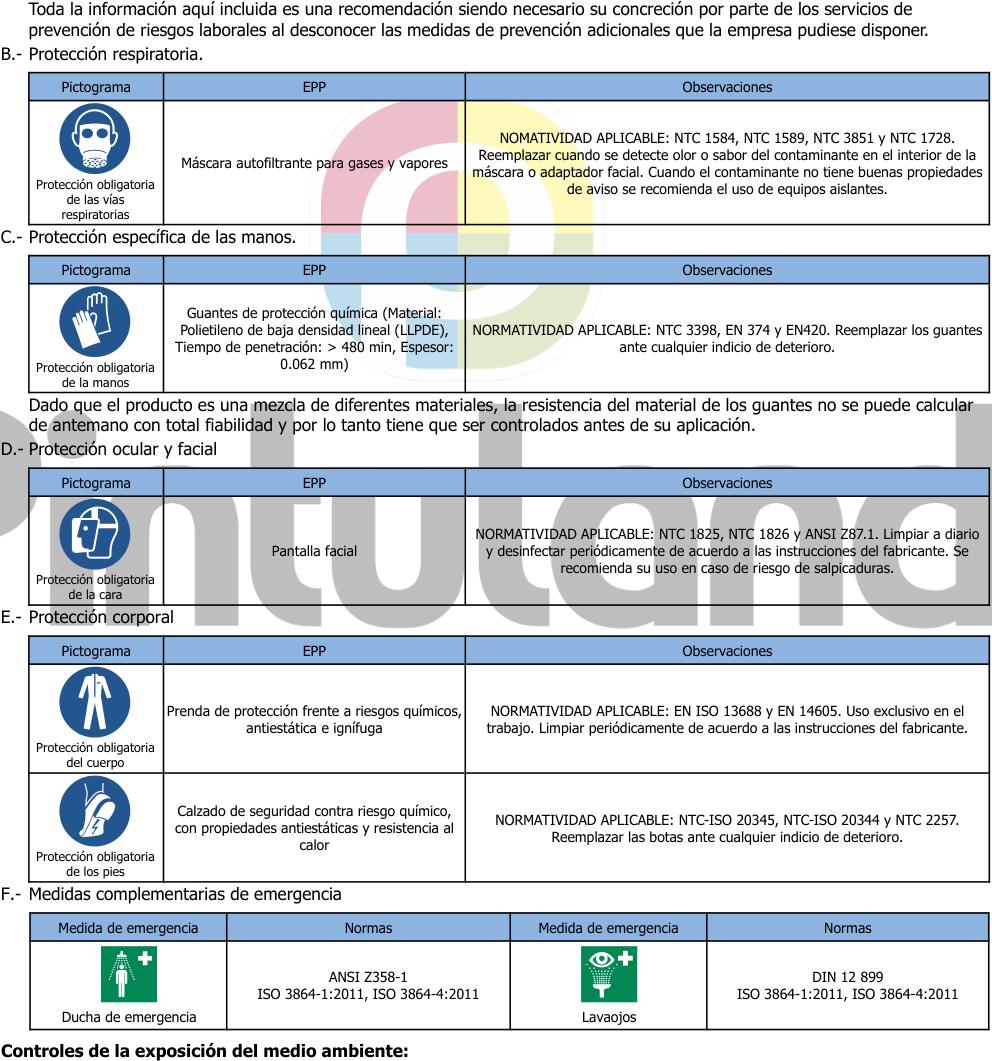 Toda la información aquí incluida es una recomendación siendo necesario su concreción por parte de los servicios de
prevención de riesgos laborales al desconocer las medidas de prevención adicionales que la empresa pudiese disponer.
B.- Protección respiratoria.
Pictograma EPP Observaciones
Protección obligatoria
de las vías
respiratorias
Máscara autofiltrante para gases y vapores
NOMATIVIDAD APLICABLE: NTC 1584, NTC 1589, NTC 3851 y NTC 1728.
Reemplazar cuando se detecte olor o sabor del contaminante en el interior de la
máscara o adaptador facial. Cuando el contaminante no tiene buenas propiedades
de aviso se recomienda el uso de equipos aislantes.
C.- Protección específica de las manos.
Pictograma EPP Observaciones
Protección obligatoria
de la manos
Guantes de protección química (Material:
Polietileno de baja densidad lineal (LLPDE),
Tiempo de penetración: > 480 min, Espesor:
0.062 mm)
NORMATIVIDAD APLICABLE: NTC 3398, EN 374 y EN420. Reemplazar los guantes
ante cualquier indicio de deterioro.
Dado que el producto es una mezcla de diferentes materiales, la resistencia del material de los guantes no se puede calcular
de antemano con total fiabilidad y por lo tanto tiene que ser controlados antes de su aplicación.
D.- Protección ocular y facial
Pictograma EPP Observaciones
Protección obligatoria
de la cara
Pantalla facial
NORMATIVIDAD APLICABLE: NTC 1825, NTC 1826 y ANSI Z87.1. Limpiar a diario
y desinfectar periódicamente de acuerdo a las instrucciones del fabricante. Se
recomienda su uso en caso de riesgo de salpicaduras.
Pintuland
E.- Protección corporal
Pictograma EPP Observaciones
Protección obligatoria
del cuerpo
Prenda de protección frente a riesgos químicos,
antiestática e ignífuga
NORMATIVIDAD APLICABLE: EN ISO 13688 y EN 14605. Uso exclusivo en el
trabajo. Limpiar periódicamente de acuerdo a las instrucciones del fabricante.
Protección obligatoria
de los pies
Calzado de seguridad contra riesgo químico,
con propiedades antiestáticas y resistencia al
calor
NORMATIVIDAD APLICABLE: NTC-ISO 20345, NTC-ISO 20344 y NTC 2257.
Reemplazar las botas ante cualquier indicio de deterioro.
F.- Medidas complementarias de emergencia
Medida de emergencia Normas Medida de emergencia Normas
Ducha de emergencia
ANSI Z358-1
ISO 3864-1:2011, ISO 3864-4:2011
Lavaojos
DIN 12 899
ISO 3864-1:2011, ISO 3864-4:2011
Controles de la exposición del medio ambiente: